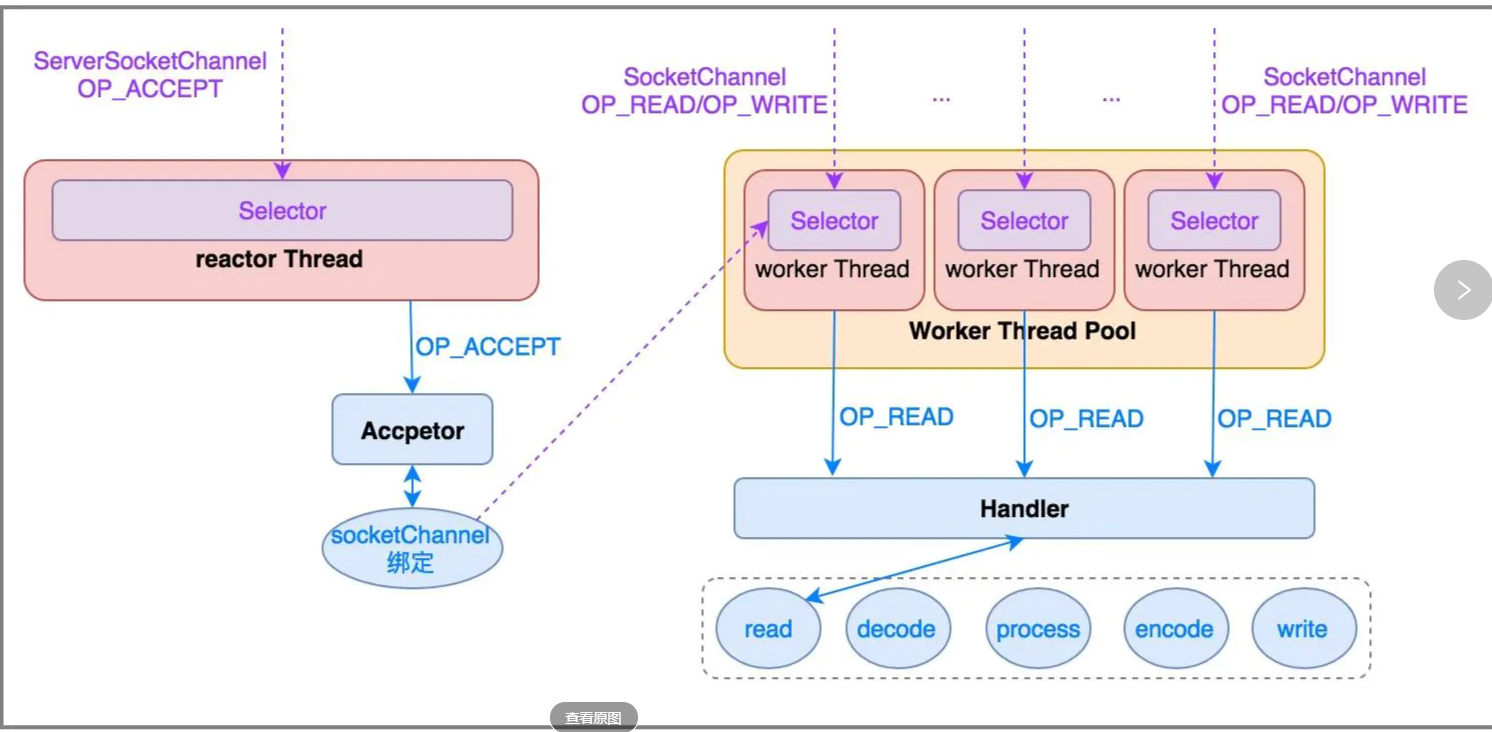 ServerSocketChannel
OP_ACCEPT
SocketChannel
OP_READ/OP_WRITE
...
...
SocketChannel
OP_READ/OP_WRITE
Selector
reactor Thread
Selector
worker Thread
Selector
worker Thread
Selector
worker Thread
Worker Thread Pool
OP_ACCEPT
Accpetor
socketChannel
绑定
OP_READ
OP_READ
OP_READ
Handler
read
decode
process
encode
write
查看原图